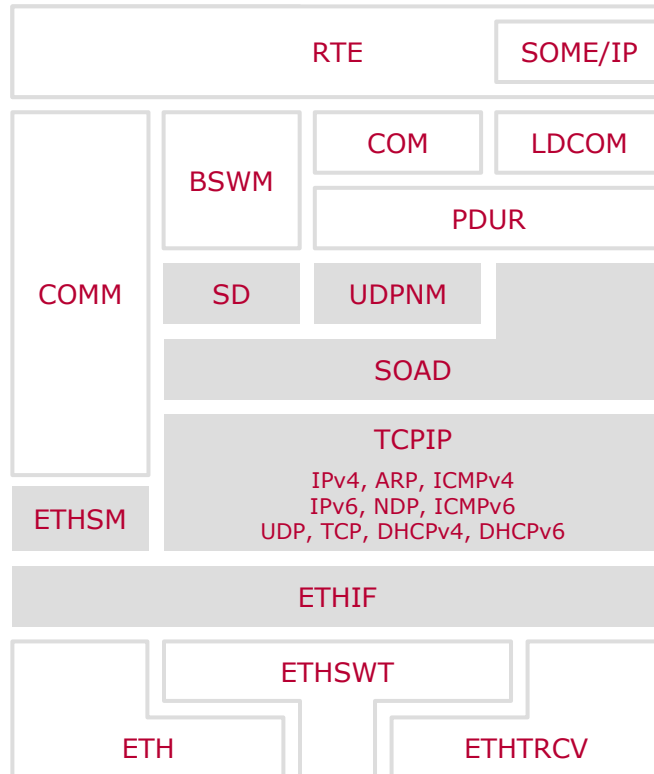 RTE
SOME/IP
COMM
BSWM
COM
LDCOM
PDUR
SD
UDPNM
SOAD
TCPIP
IPv4, ARP, ICMPv4
IPv6, NDP, ICMPv6
UDP, TCP, DHCPv4, DHCPv6
ETHSM
ETHIF
ETHSWT
ETH
ETHTRCV